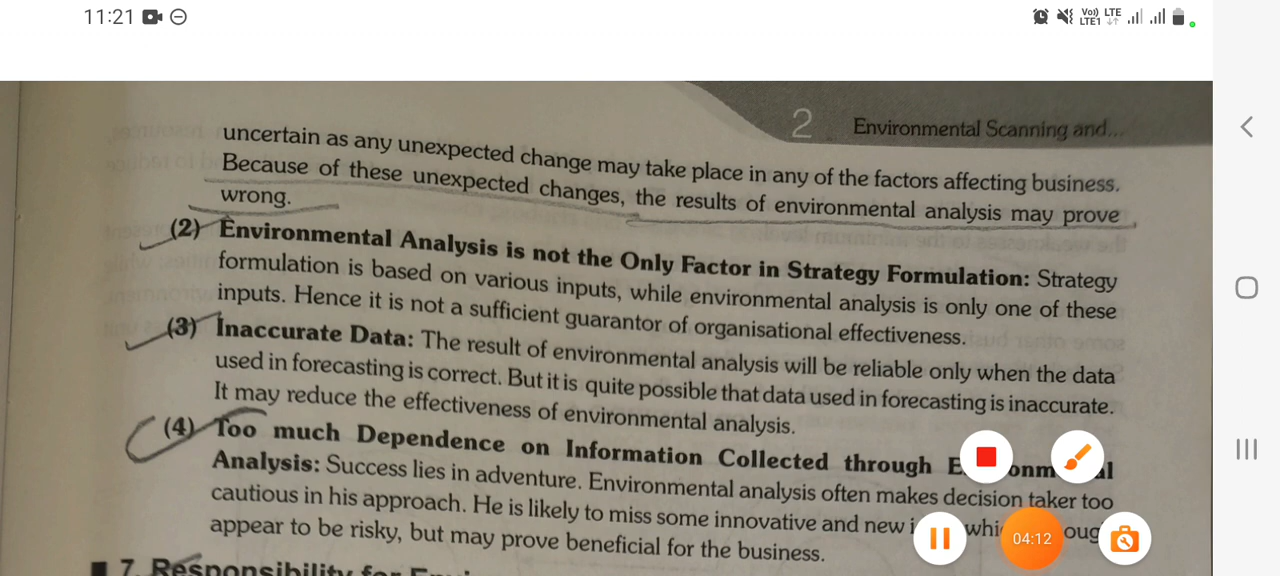 11:21
Vo)) LTE
LTE1
2 Environmental Scanning and...
uncertain as any unexpected change may take place in any of the factors affecting business.
Because of these unexpected changes, the results of environmental analysis may prove
wrong.
(2) Environmental Analysis is not the Only Factor in Strategy Formulation: Strategy
formulation is based on various inputs, while environmental analysis is only one of these
inputs. Hence it is not a sufficient guarantor of organisational effectiveness.
(3) Inaccurate Data: The result of environmental analysis will be reliable only when the data
used in forecasting is correct. But it is quite possible that data used in forecasting is inaccurate.
It may reduce the effectiveness of environmental analysis.
(4) Too much Dependence on Information Collected through
Analysis: Success lies in adventure. Environmental analysis often makes decision taker too
cautious in his approach. He is likely to miss some innovative and new
appear to be risky, but may prove beneficial for the business.
04:12
7. Responsibility for